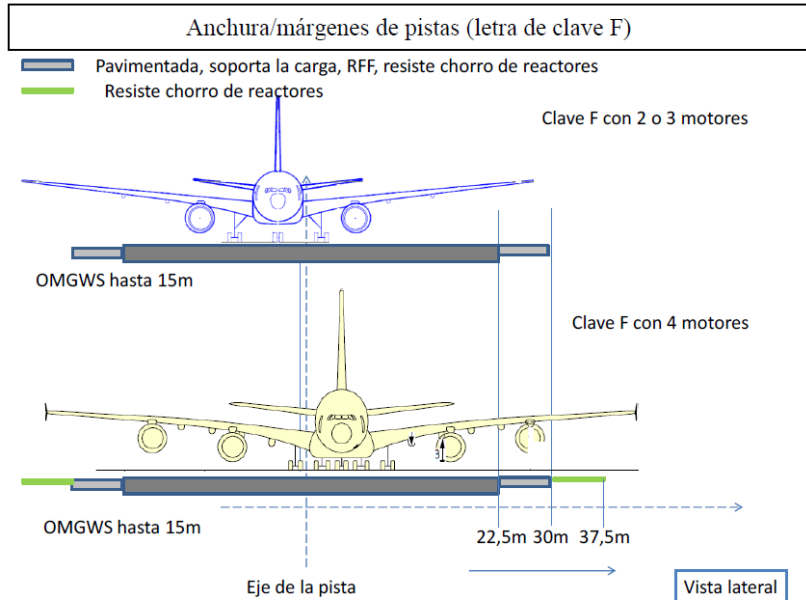 Anchura/márgenes de pistas (letra de clave F)
Pavimentada, soporta la carga, RFF, resiste chorro de reactores
Resiste chorro de reactores
Clave F con 2 o 3 motores
OMGWS hasta 15m
Clave F con 4 motores
3
OMGWS hasta 15m
22,5m 30m 37,5m
Eje de la pista
Vista lateral